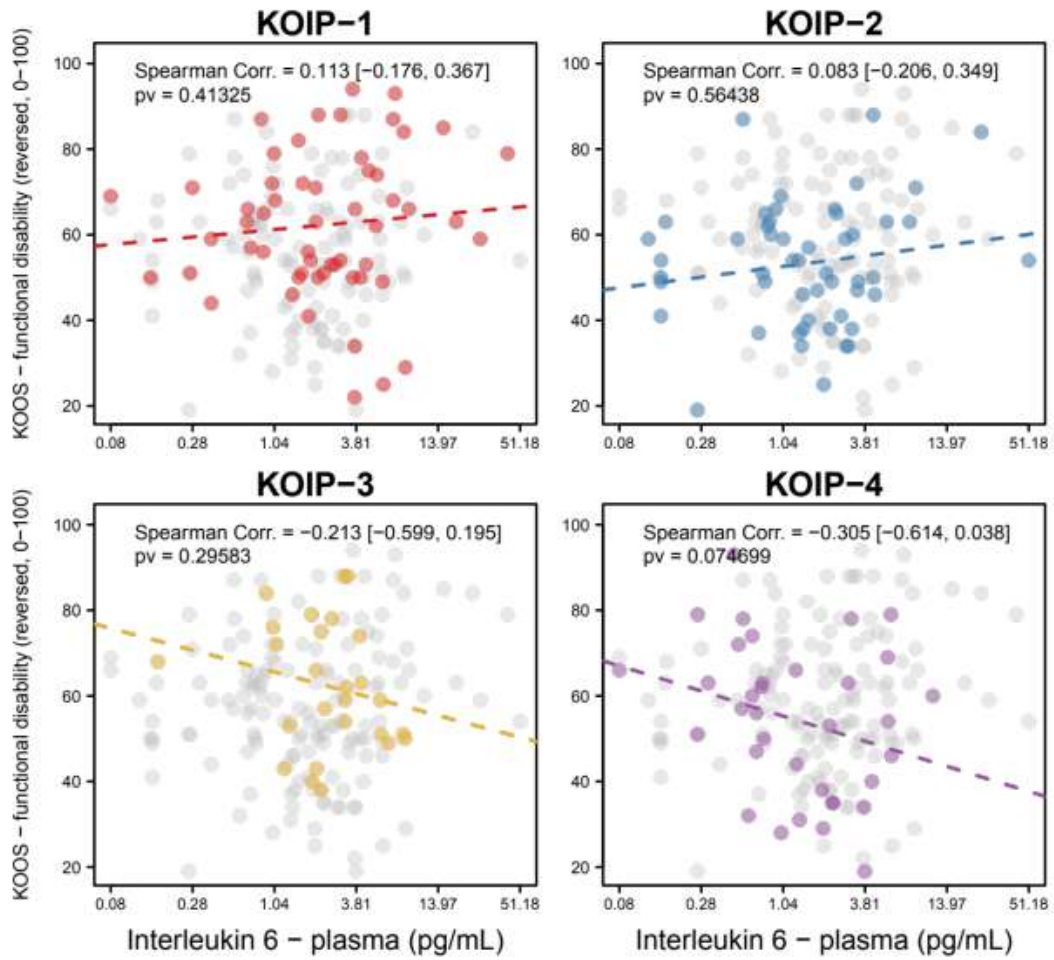 KOIP−1
KOOS − functional disability (reversed, 0−100)
Spearman Corr. = 0.113 [−0.176, 0.367]
pv = 0.41325
100
80
60
40
20
0.08 0.28 1.04 3.81 13.97 51.18
KOIP−2
Spearman Corr. = 0.083 [−0.206, 0.349]
pv = 0.56438
100
80
60
40
20
0.08 0.28 1.04 3.81 13.97 51.18
KOIP−3
KOOS − functional disability (reversed, 0−100)
Spearman Corr. = −0.213 [−0.599, 0.195]
pv = 0.29583
100
80
60
40
20
0.08 0.28 1.04 3.81 13.97 51.18
Interleukin 6 − plasma (pg/mL)
KOIP−4
Spearman Corr. = −0.305 [−0.614, 0.038]
pv = 0.074699
100
80
60
40
20
0.08 0.28 1.04 3.81 13.97 51.18
Interleukin 6 − plasma (pg/mL)